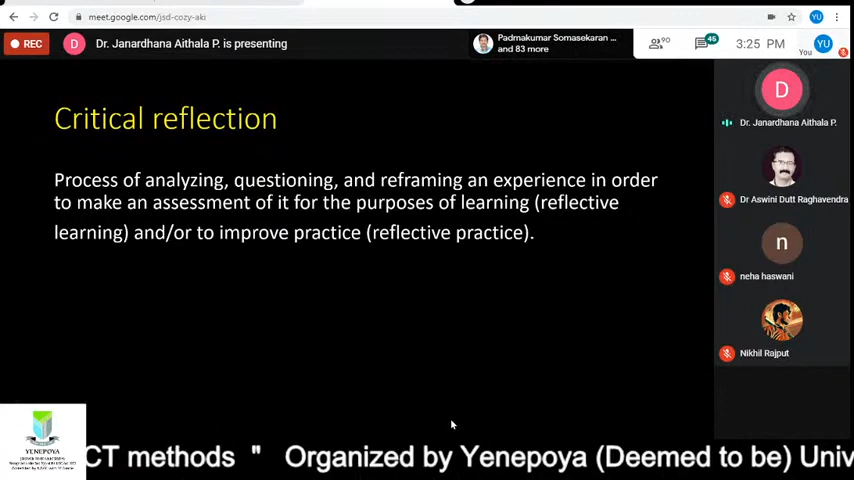 meet.google.com/jsd-cozy-aki
YU
REC
D
Dr. Janardhana Aithala P. is presenting
Padmakumar Somasekaran ...
and 83 more
90
45
3:25 PM
You
YU
Critical reflection
Process of analyzing, questioning, and reframing an experience in order
to make an assessment of it for the purposes of learning (reflective
learning) and/or to improve practice (reflective practice).
D
Dr. Janardhana Aithala P.
Dr Aswini Dutt Raghavendra
n
neha haswani
Nikhil Rajput
YENEPOYA
CT methods " Organized by Yenepoya (Deemed to be) Univ